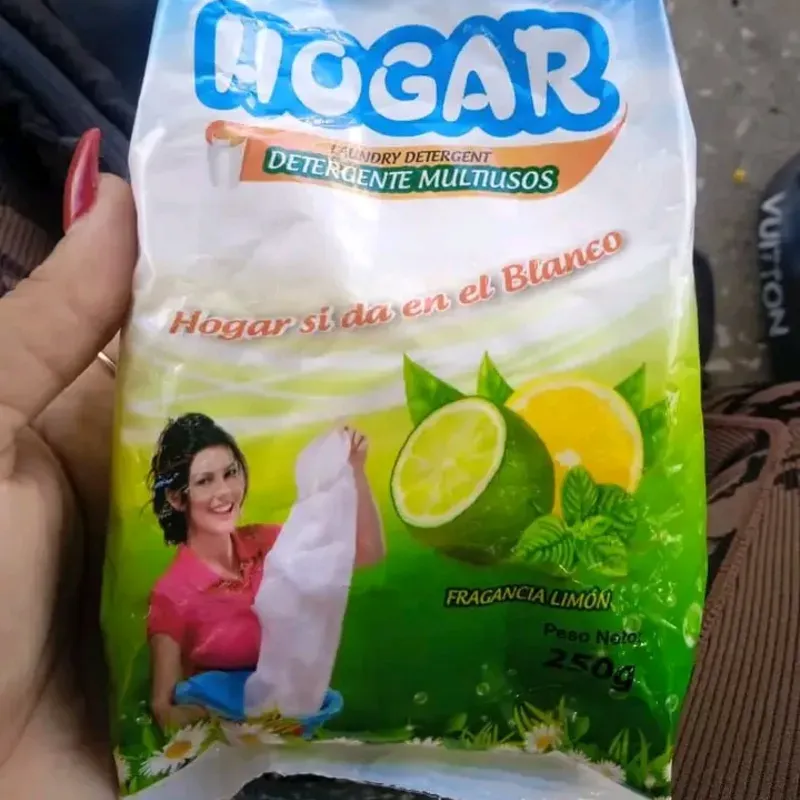 HOGAR
LAUNDRY DETERGENT
DETERGENTE MULTIUSOS
Hogar si da en el Blanco
FRAGANCIA LIMÓN
Peso Neto:
250g
VUITTON